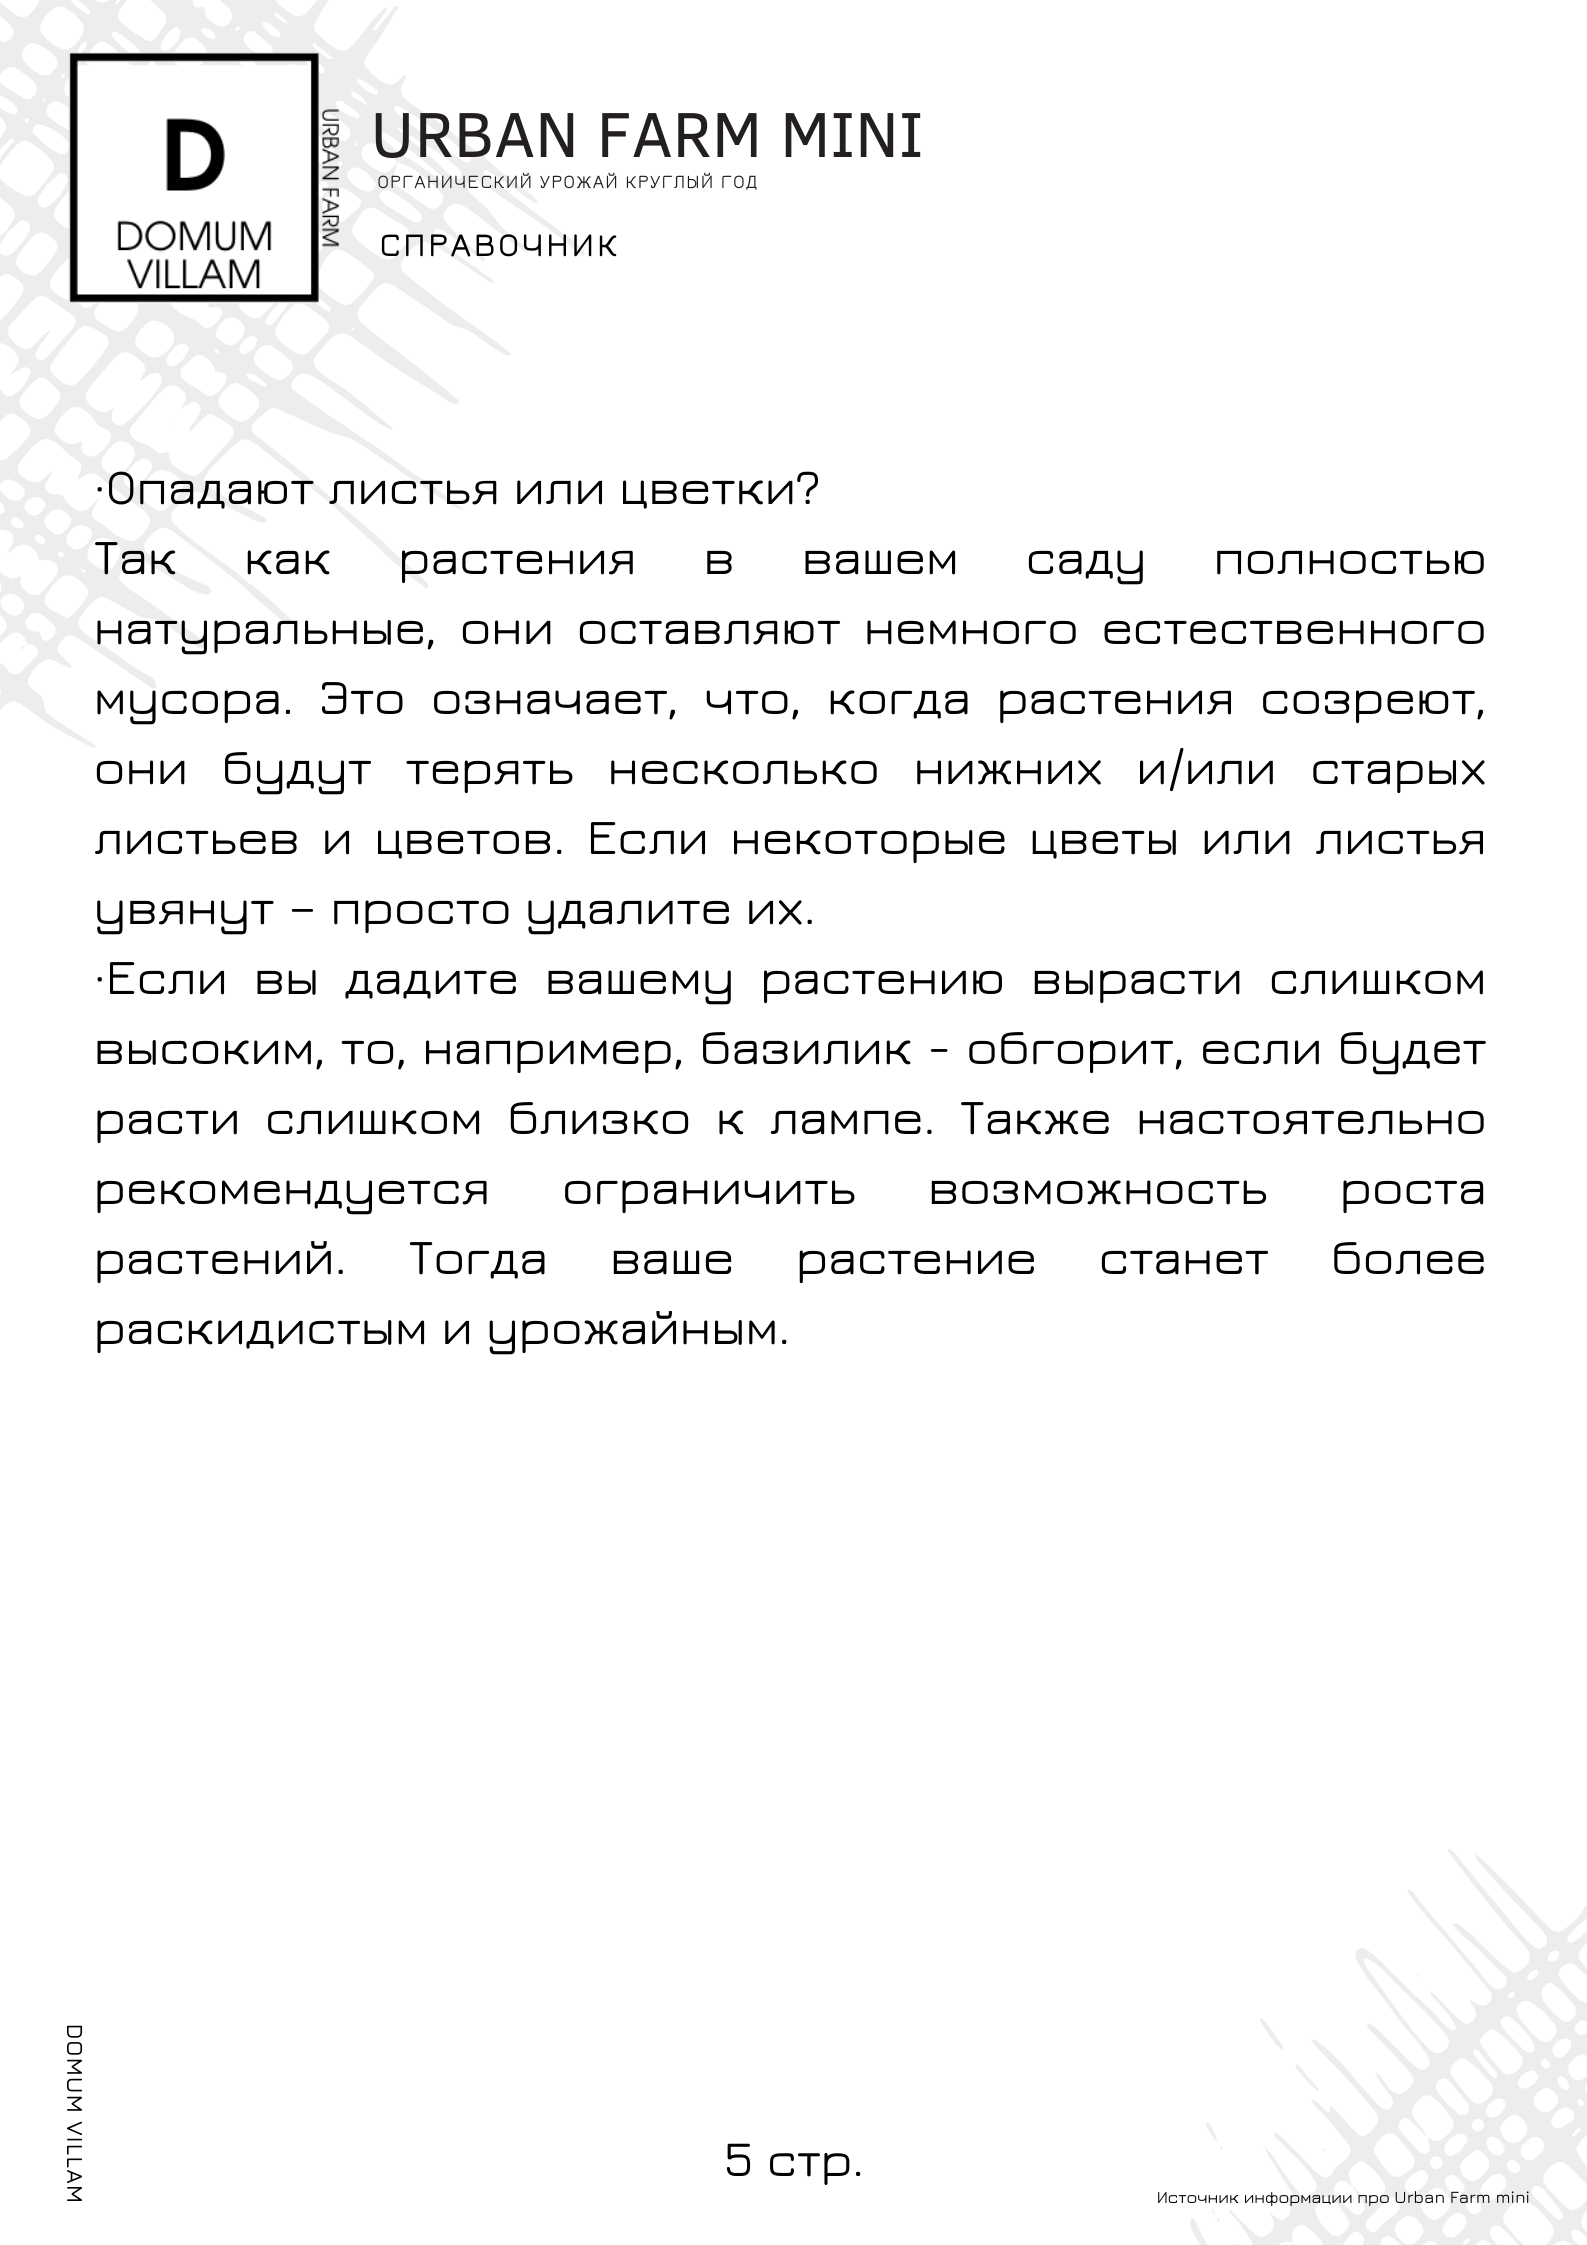 D
DOMUM
VILLAM
URBAN FARM
URBAN FARM MINI
ОРГАНИЧЕСКИЙ УРОЖАЙ КРУГЛЫЙ ГОД
СПРАВОЧНИК
·Опадают листья или цветки?
Так как растения в вашем саду полностью
натуральные, они оставляют немного естественного
мусора. Это означает, что, когда растения созреют,
они будут терять несколько нижних и/или старых
листьев и цветов. Если некоторые цветы или листья
увянут – просто удалите их.
·Если вы дадите вашему растению вырасти слишком
высоким, то, например, базилик - обгорит, если будет
расти слишком близко к лампе. Также настоятельно
рекомендуется ограничить возможность роста
растений. Тогда ваше растение станет более
раскидистым и урожайным.
DOMUM VILLAM
5 стр.
Источник информации про Urban Farm mini